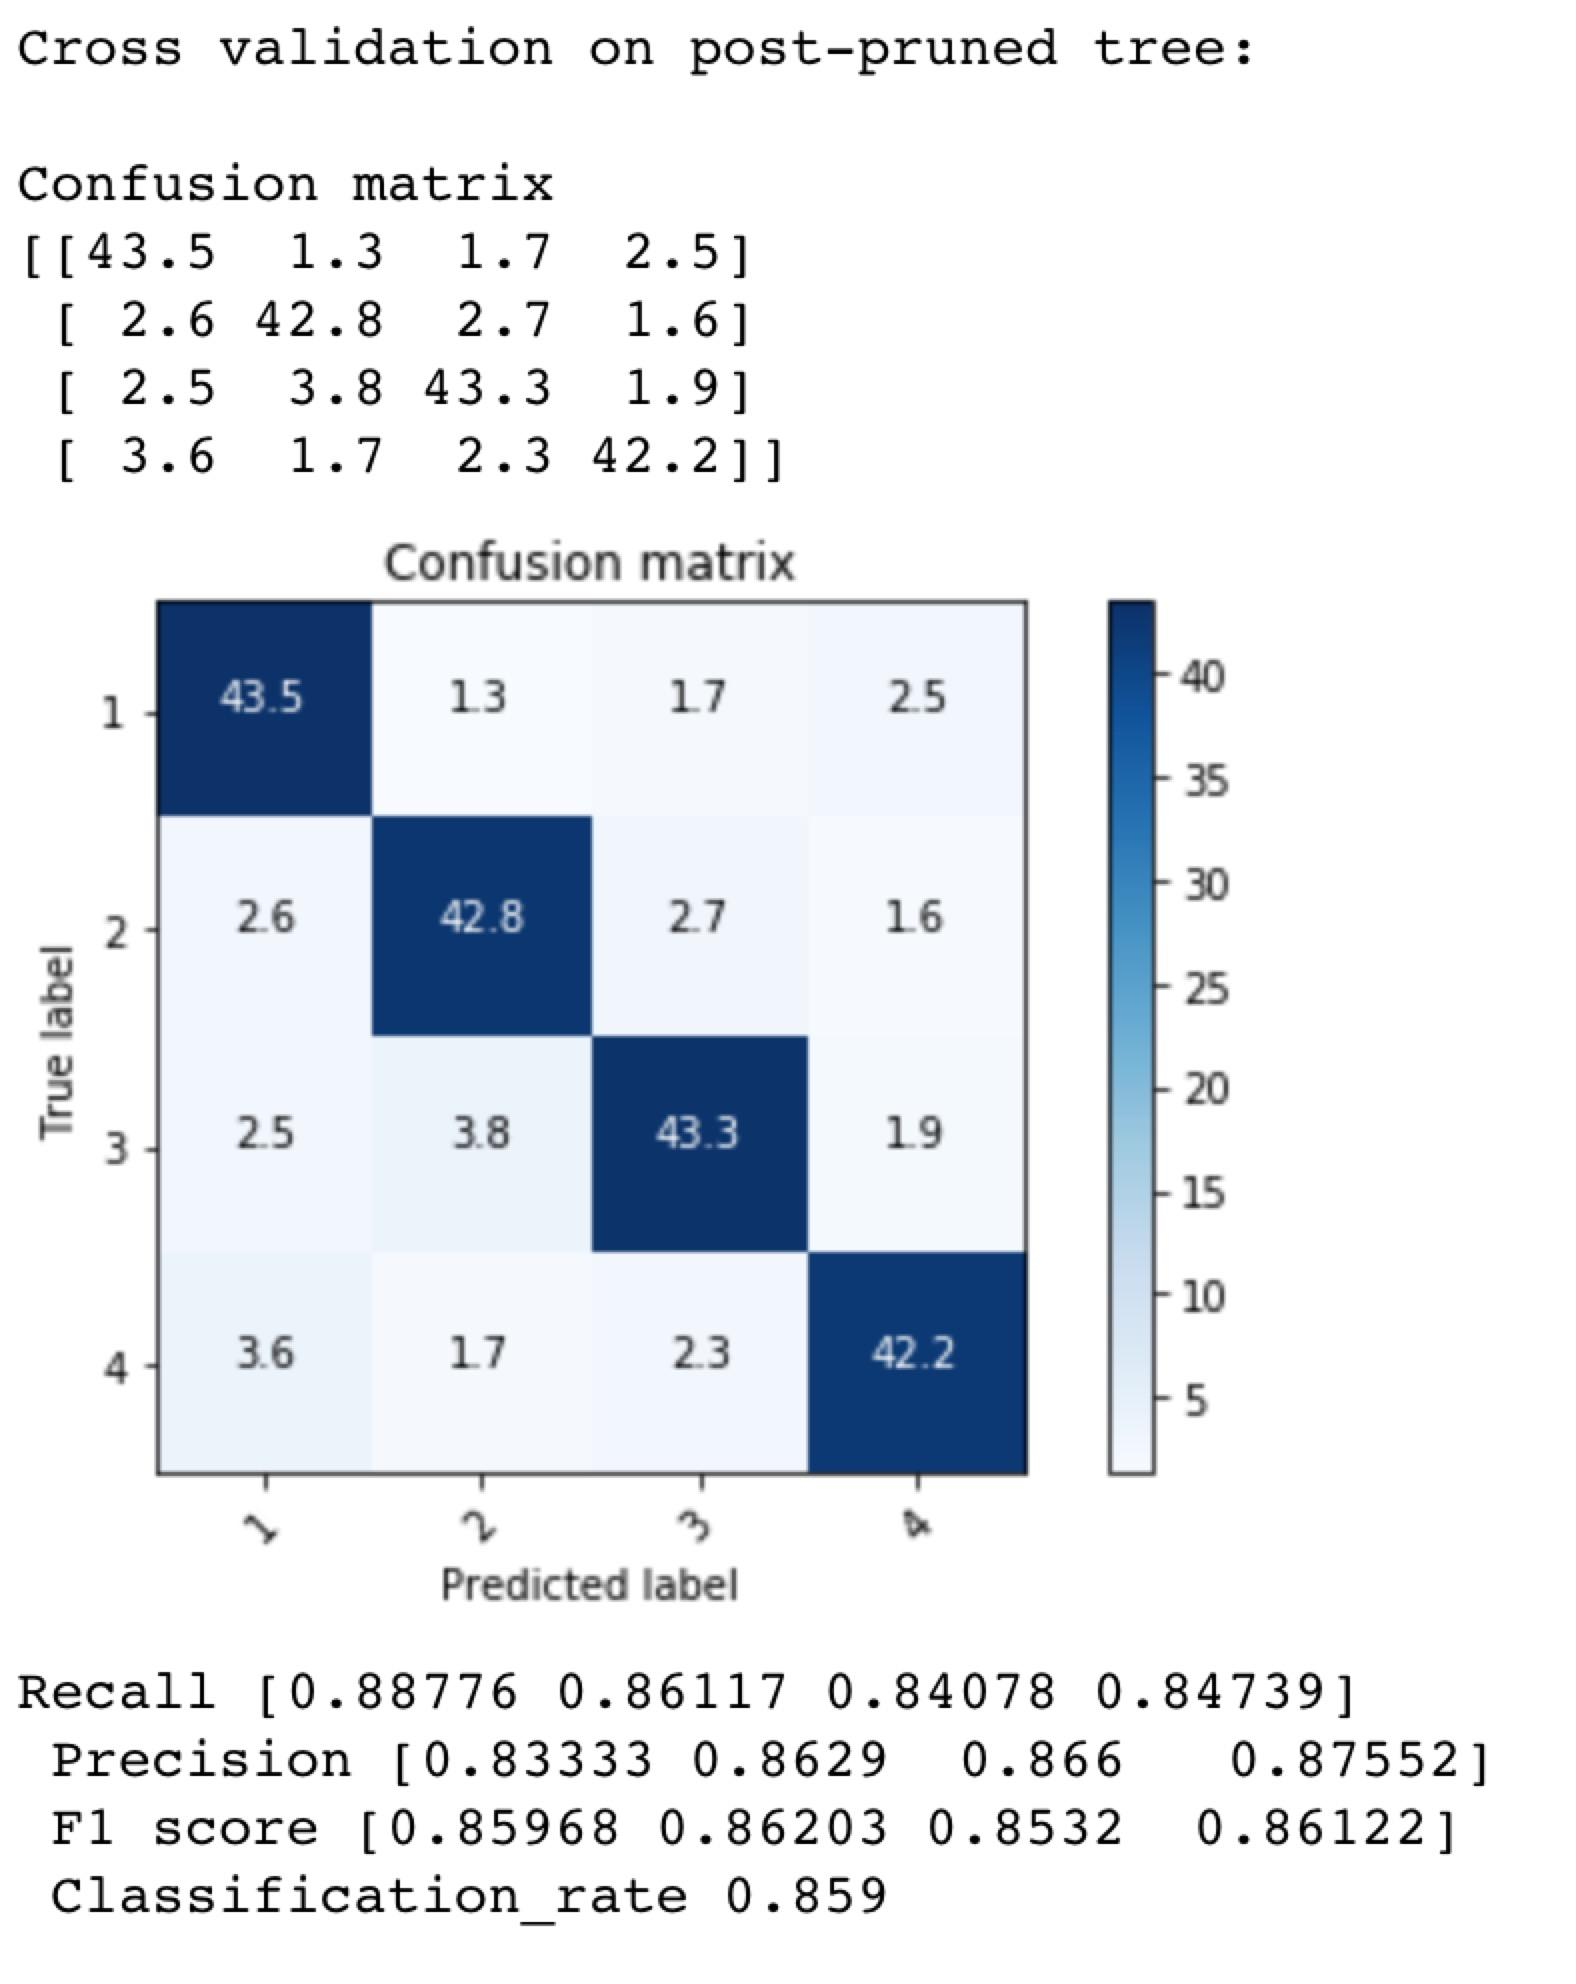 Cross validation on post-pruned tree:
Confusion matrix
[[43.5 1.3 1.7 2.5]
[ 2.6 42.8 2.7 1.6]
[ 2.5 3.8 43.3 1.9]
[ 3.6 1.7 2.3 42.2]]
Confusion matrix
43.5 1.3 1.7 2.5
2.6 42.8 2.7 1.6
2.5 3.8 43.3 1.9
3.6 1.7 2.3 42.2
True label
1
2
3
4
1 2 3 4
Predicted label
40
35
30
25
20
15
10
5
Recall [0.88776 0.86117 0.84078 0.84739]
Precision [0.83333 0.8629 0.866 0.87552]
F1 score [0.85968 0.86203 0.8532 0.86122]
Classification_rate 0.859